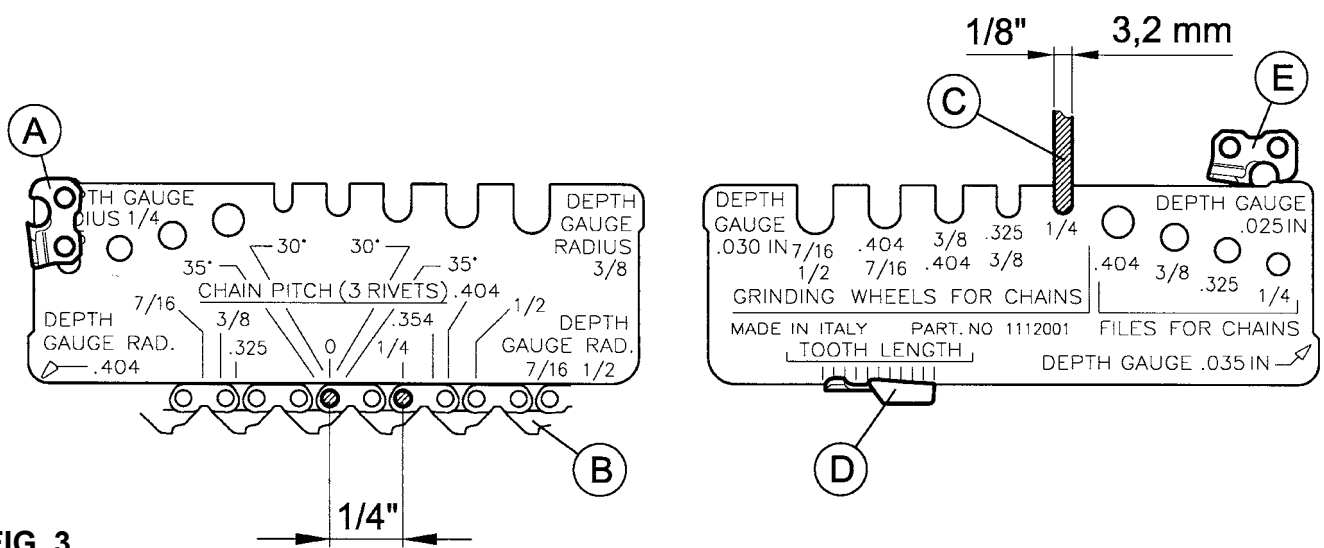 1/8" 3,2 mm
C
E
A
DEPTH GAUGE
1/4
DEPTH
GAUGE
RADIUS
3/8
30° 30°
35° 35°
CHAIN PITCH (3 RIVETS)
7/16 3/8 .325 0 1/4 .354 .404 1/2
DEPTH
GAUGE RAD.
.404
DEPTH
GAUGE RAD.
7/16 1/2
B
1/4"
DEPTH
GAUGE
.030 IN
7/16 .404 3/8 .325 1/4
1/2 7/16 .404 3/8
GRINDING WHEELS FOR CHAINS
DEPTH GAUGE
.025 IN
.404 3/8 .325 1/4
FILES FOR CHAINS
MADE IN ITALY PART. NO 1112001
TOOTH LENGTH
DEPTH GAUGE .035 IN
D
FIG. 3